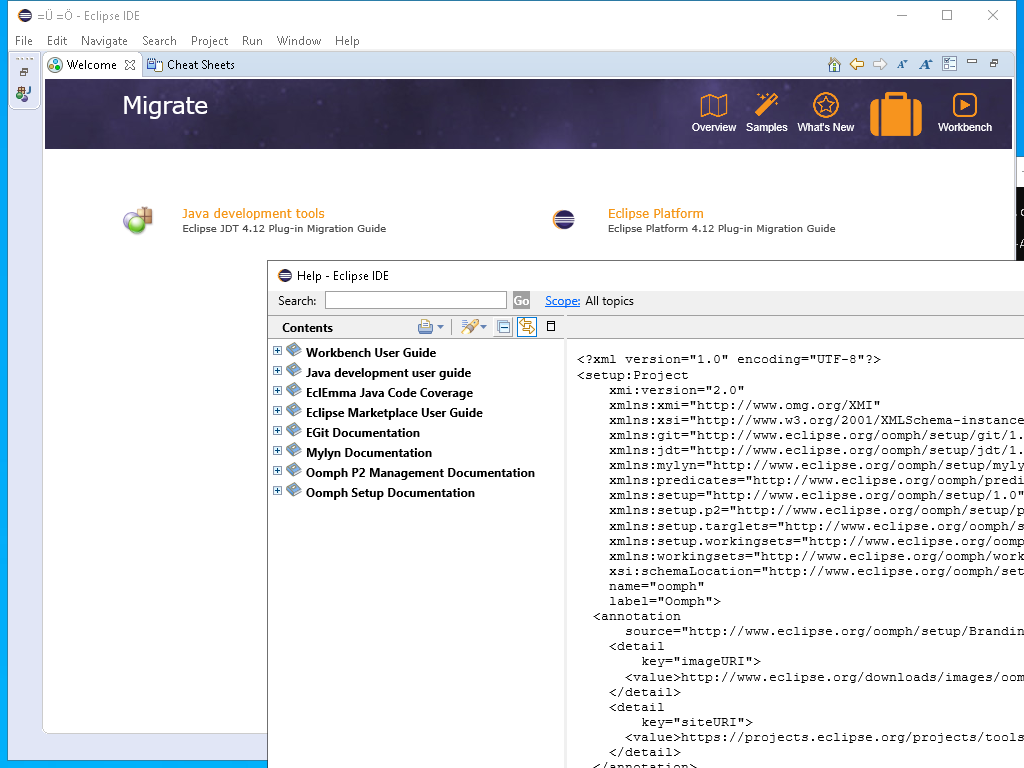 =Ü =Ö - Eclipse IDE
File Edit Navigate Search Project Run Window Help
Welcome Cheat Sheets
Migrate
Overview Samples What's New Workbench
Java development tools
Eclipse JDT 4.12 Plug-in Migration Guide
Eclipse Platform
Eclipse Platform 4.12 Plug-in Migration Guide
Help - Eclipse IDE
Search: Go Scope: All topics
Contents
Workbench User Guide
Java development user guide
EclEmma Java Code Coverage
Eclipse Marketplace User Guide
EGit Documentation
Mylyn Documentation
Oomph P2 Management Documentation
Oomph Setup Documentation
<?xml version="1.0" encoding="UTF-8"?>
<setup:Project
xmi:version="2.0"
xmlns:xmi="http://www.omg.org/XMI"
xmlns:xsi="http://www.w3.org/2001/XMLSchema-instance
xmlns:git="http://www.eclipse.org/oomph/setup/git/1.
xmlns:jdt="http://www.eclipse.org/oomph/setup/jdt/1.
xmlns:mylyn="http://www.eclipse.org/oomph/setup/myly
xmlns:predicates="http://www.eclipse.org/oomph/predi
xmlns:setup="http://www.eclipse.org/oomph/setup/1.0"
xmlns:setup.p2="http://www.eclipse.org/oomph/setup/p
xmlns:setup.targlets="http://www.eclipse.org/oomph/s
xmlns:setup.workingsets="http://www.eclipse.org/oomp
xmlns:workingsets="http://www.eclipse.org/oomph/work
xsi:schemaLocation="http://www.eclipse.org/oomph/set
name="oomph"
label="Oomph">
<annotation
source="http://www.eclipse.org/oomph/setup/Brandin
<detail
key="imageURI">
<value>http://www.eclipse.org/downloads/images/oom
</detail>
<detail
key="siteURI">
<value>https://projects.eclipse.org/projects/tools
</detail>
</annotation>